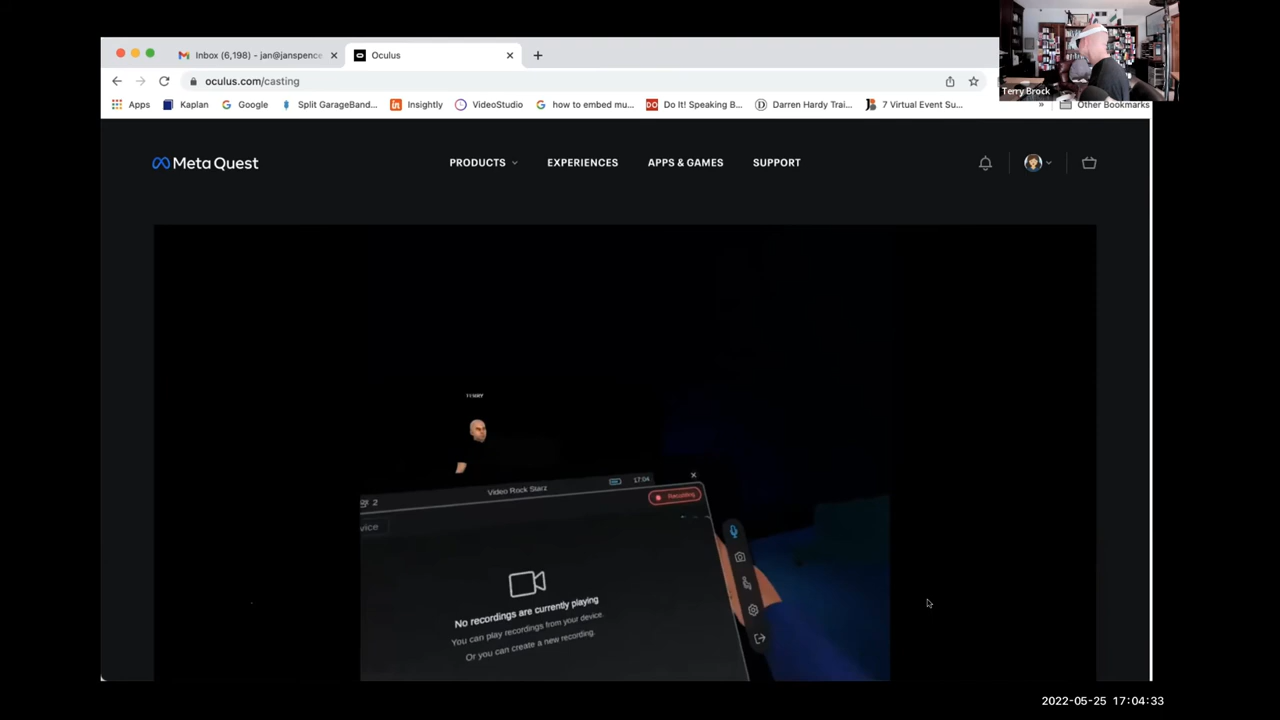 Inbox (6,198) - jan@janspence
Oculus
oculus.com/casting
Apps
Kaplan
Google
Split GarageBand...
Insightly
VideoStudio
how to embed mu...
Do It! Speaking B...
Darren Hardy Trai...
7 Virtual Event Su...
»
Other Bookmarks
Terry Brock
Meta Quest
PRODUCTS
EXPERIENCES
APPS & GAMES
SUPPORT
TERRY
2
Video Rock Starz
17:04
Recording
vice
No recordings are currently playing
You can play recordings from your device.
Or you can create a new recording.
2022-05-25 17:04:33